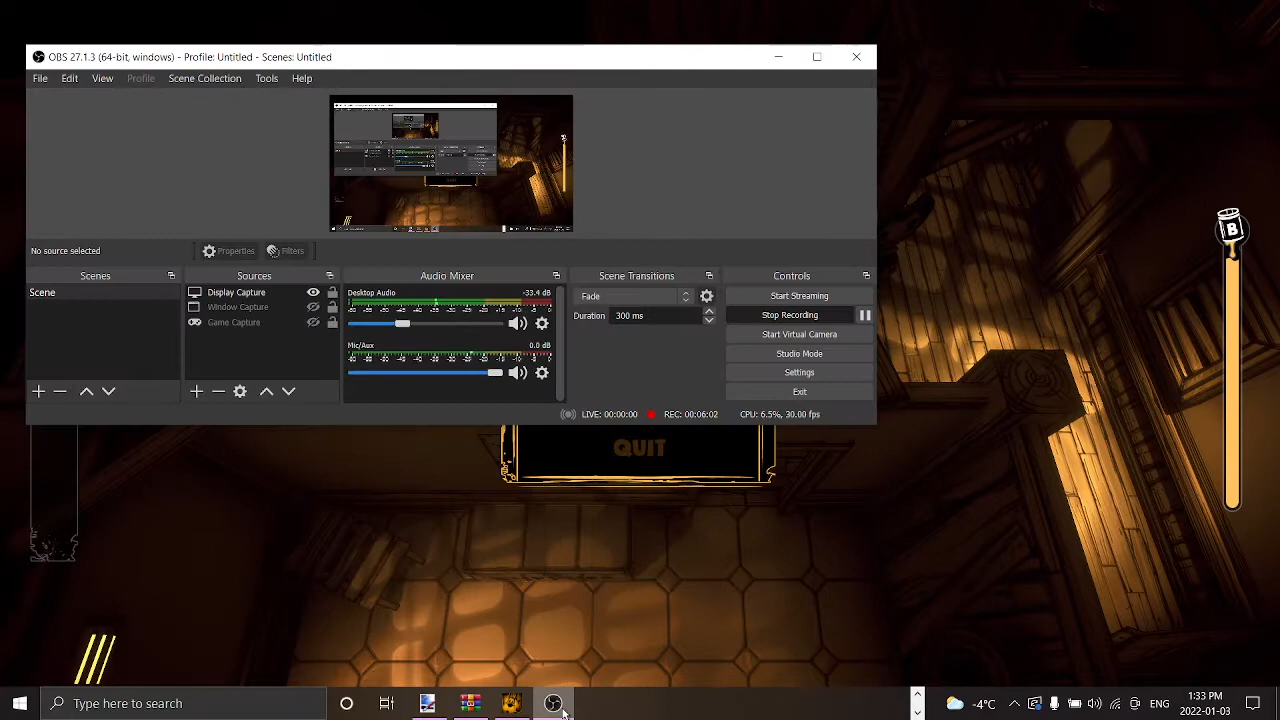 OBS 27.1.3 (64-bit, windows) - Profile: Untitled - Scenes: Untitled
File Edit View Profile Scene Collection Tools Help
No source selected
Properties
Filters
Scenes
Sources
Audio Mixer
Scene Transitions
Controls
Scene
Display Capture
Window Capture
Game Capture
Desktop Audio
-33.4 dB
Mic/Aux
0.0 dB
Fade
Duration
300 ms
Start Streaming
Stop Recording
Start Virtual Camera
Studio Mode
Settings
Exit
LIVE: 00:00:00
REC: 00:06:02
CPU: 6.5%, 30.00 fps
B
QUIT
Type here to search
-4°C
ENG
1:33 PM
2022-01-03